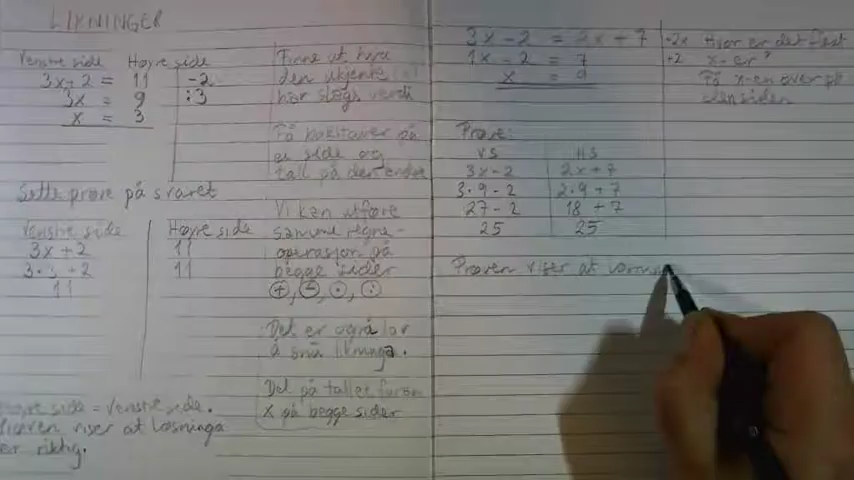 LIKNINGER
Venstre side Høyre side
3x+2 = 11 -2
3x = 9 :3
x = 3
Sette prøve på svaret
Venstre side Høyre side
3x + 2 11
3·3 + 2 11
11
Høyre side = Venstre side.
Prøven viser at løsninga
er riktig.
Finne ut hva
den ukjente
har slags verdi
Få bokstaver på
ei side og
tall på den andre
Vi kan utføre
samme regne-
operasjon på
begge sider
+, -, ·, :
Det er også lov
å snu likninga.
Del på tallet foran
x på begge sider
3x - 2 = 2x + 7 -2x Hvor er det flest
1x - 2 = 7 x-er?
x = 9 Få x-en over på
den siden
Prøve:
VS HS
3x-2 2x+7
3·9-2 2·9+7
27-2 18+7
25 25
Prøven viser at